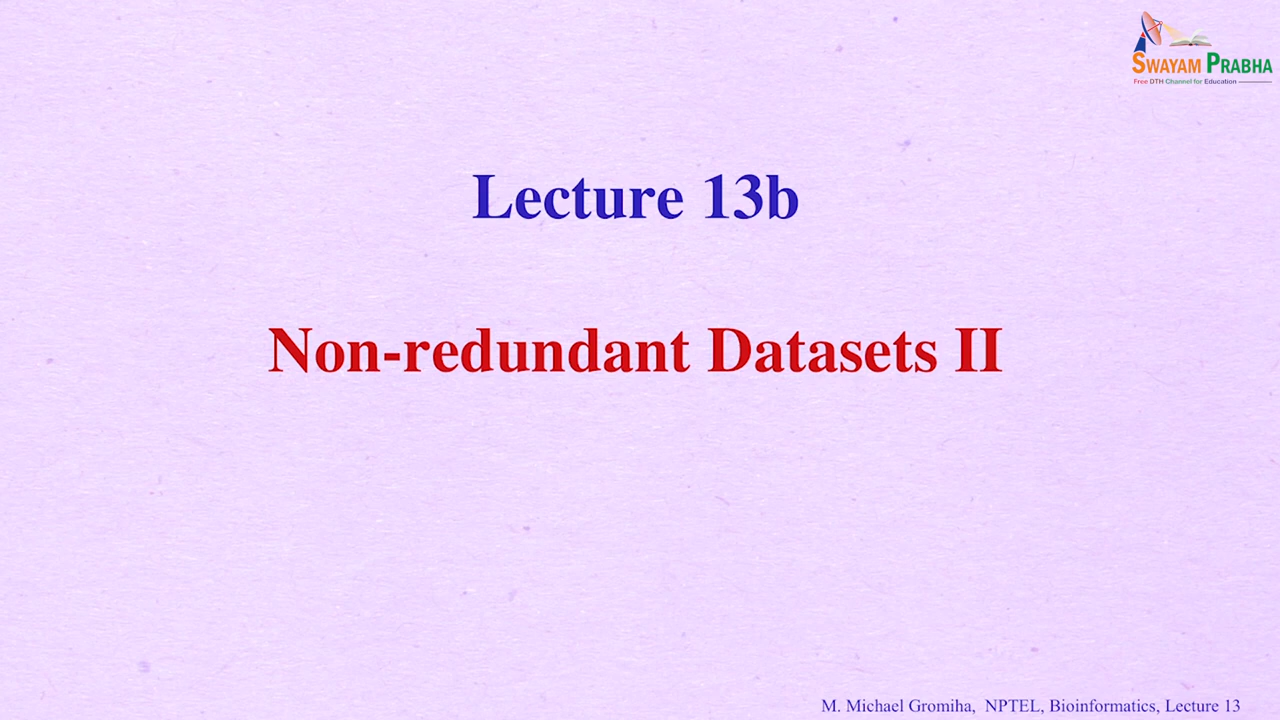 SWAYAM PRABHA
Free DTH Channel for Education
Lecture 13b
Non-redundant Datasets II
M. Michael Gromiha, NPTEL, Bioinformatics, Lecture 13